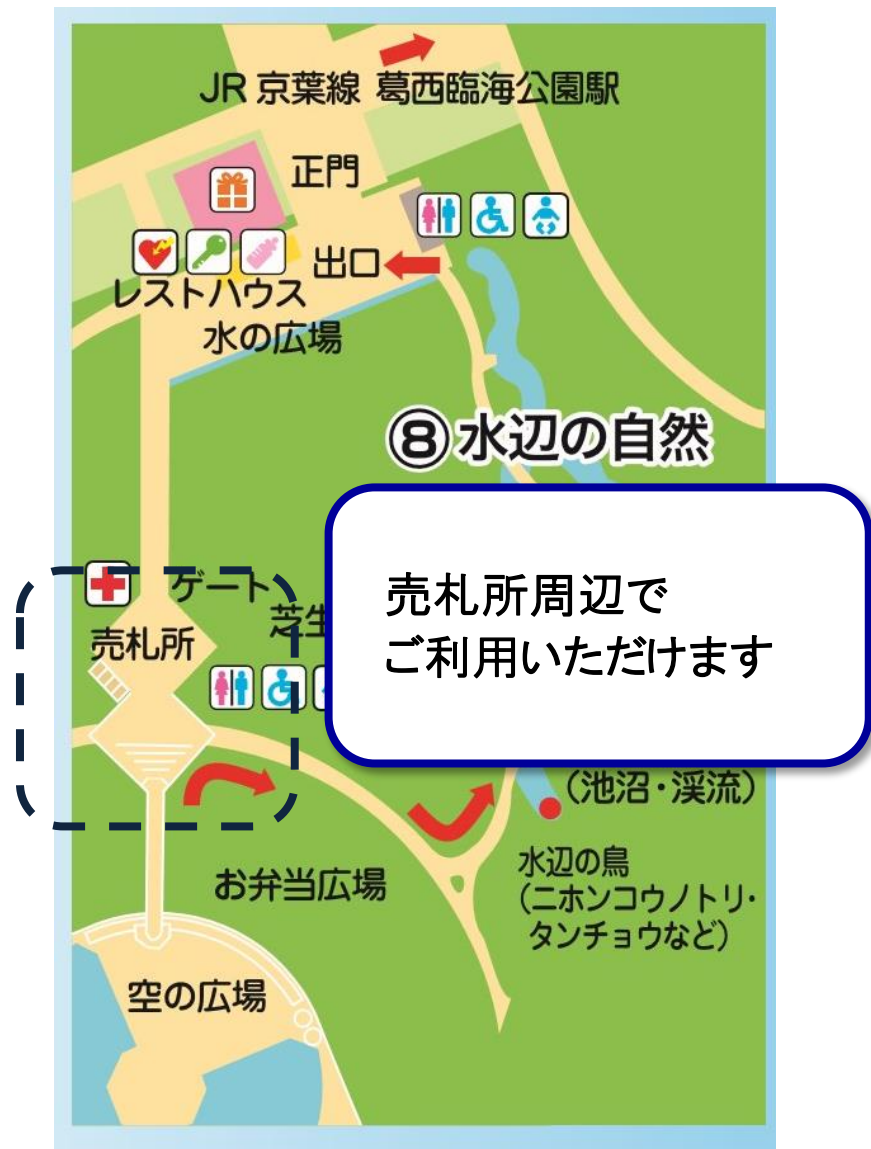 JR 京葉線 葛西臨海公園駅
正門
出口
レストハウス
水の広場
⑧水辺の自然
ゲート
芝生
売札所
売札所周辺で
ご利用いただけます
(池沼・渓流)
水辺の鳥
(ニホンコウノトリ・
タンチョウなど)
お弁当広場
空の広場